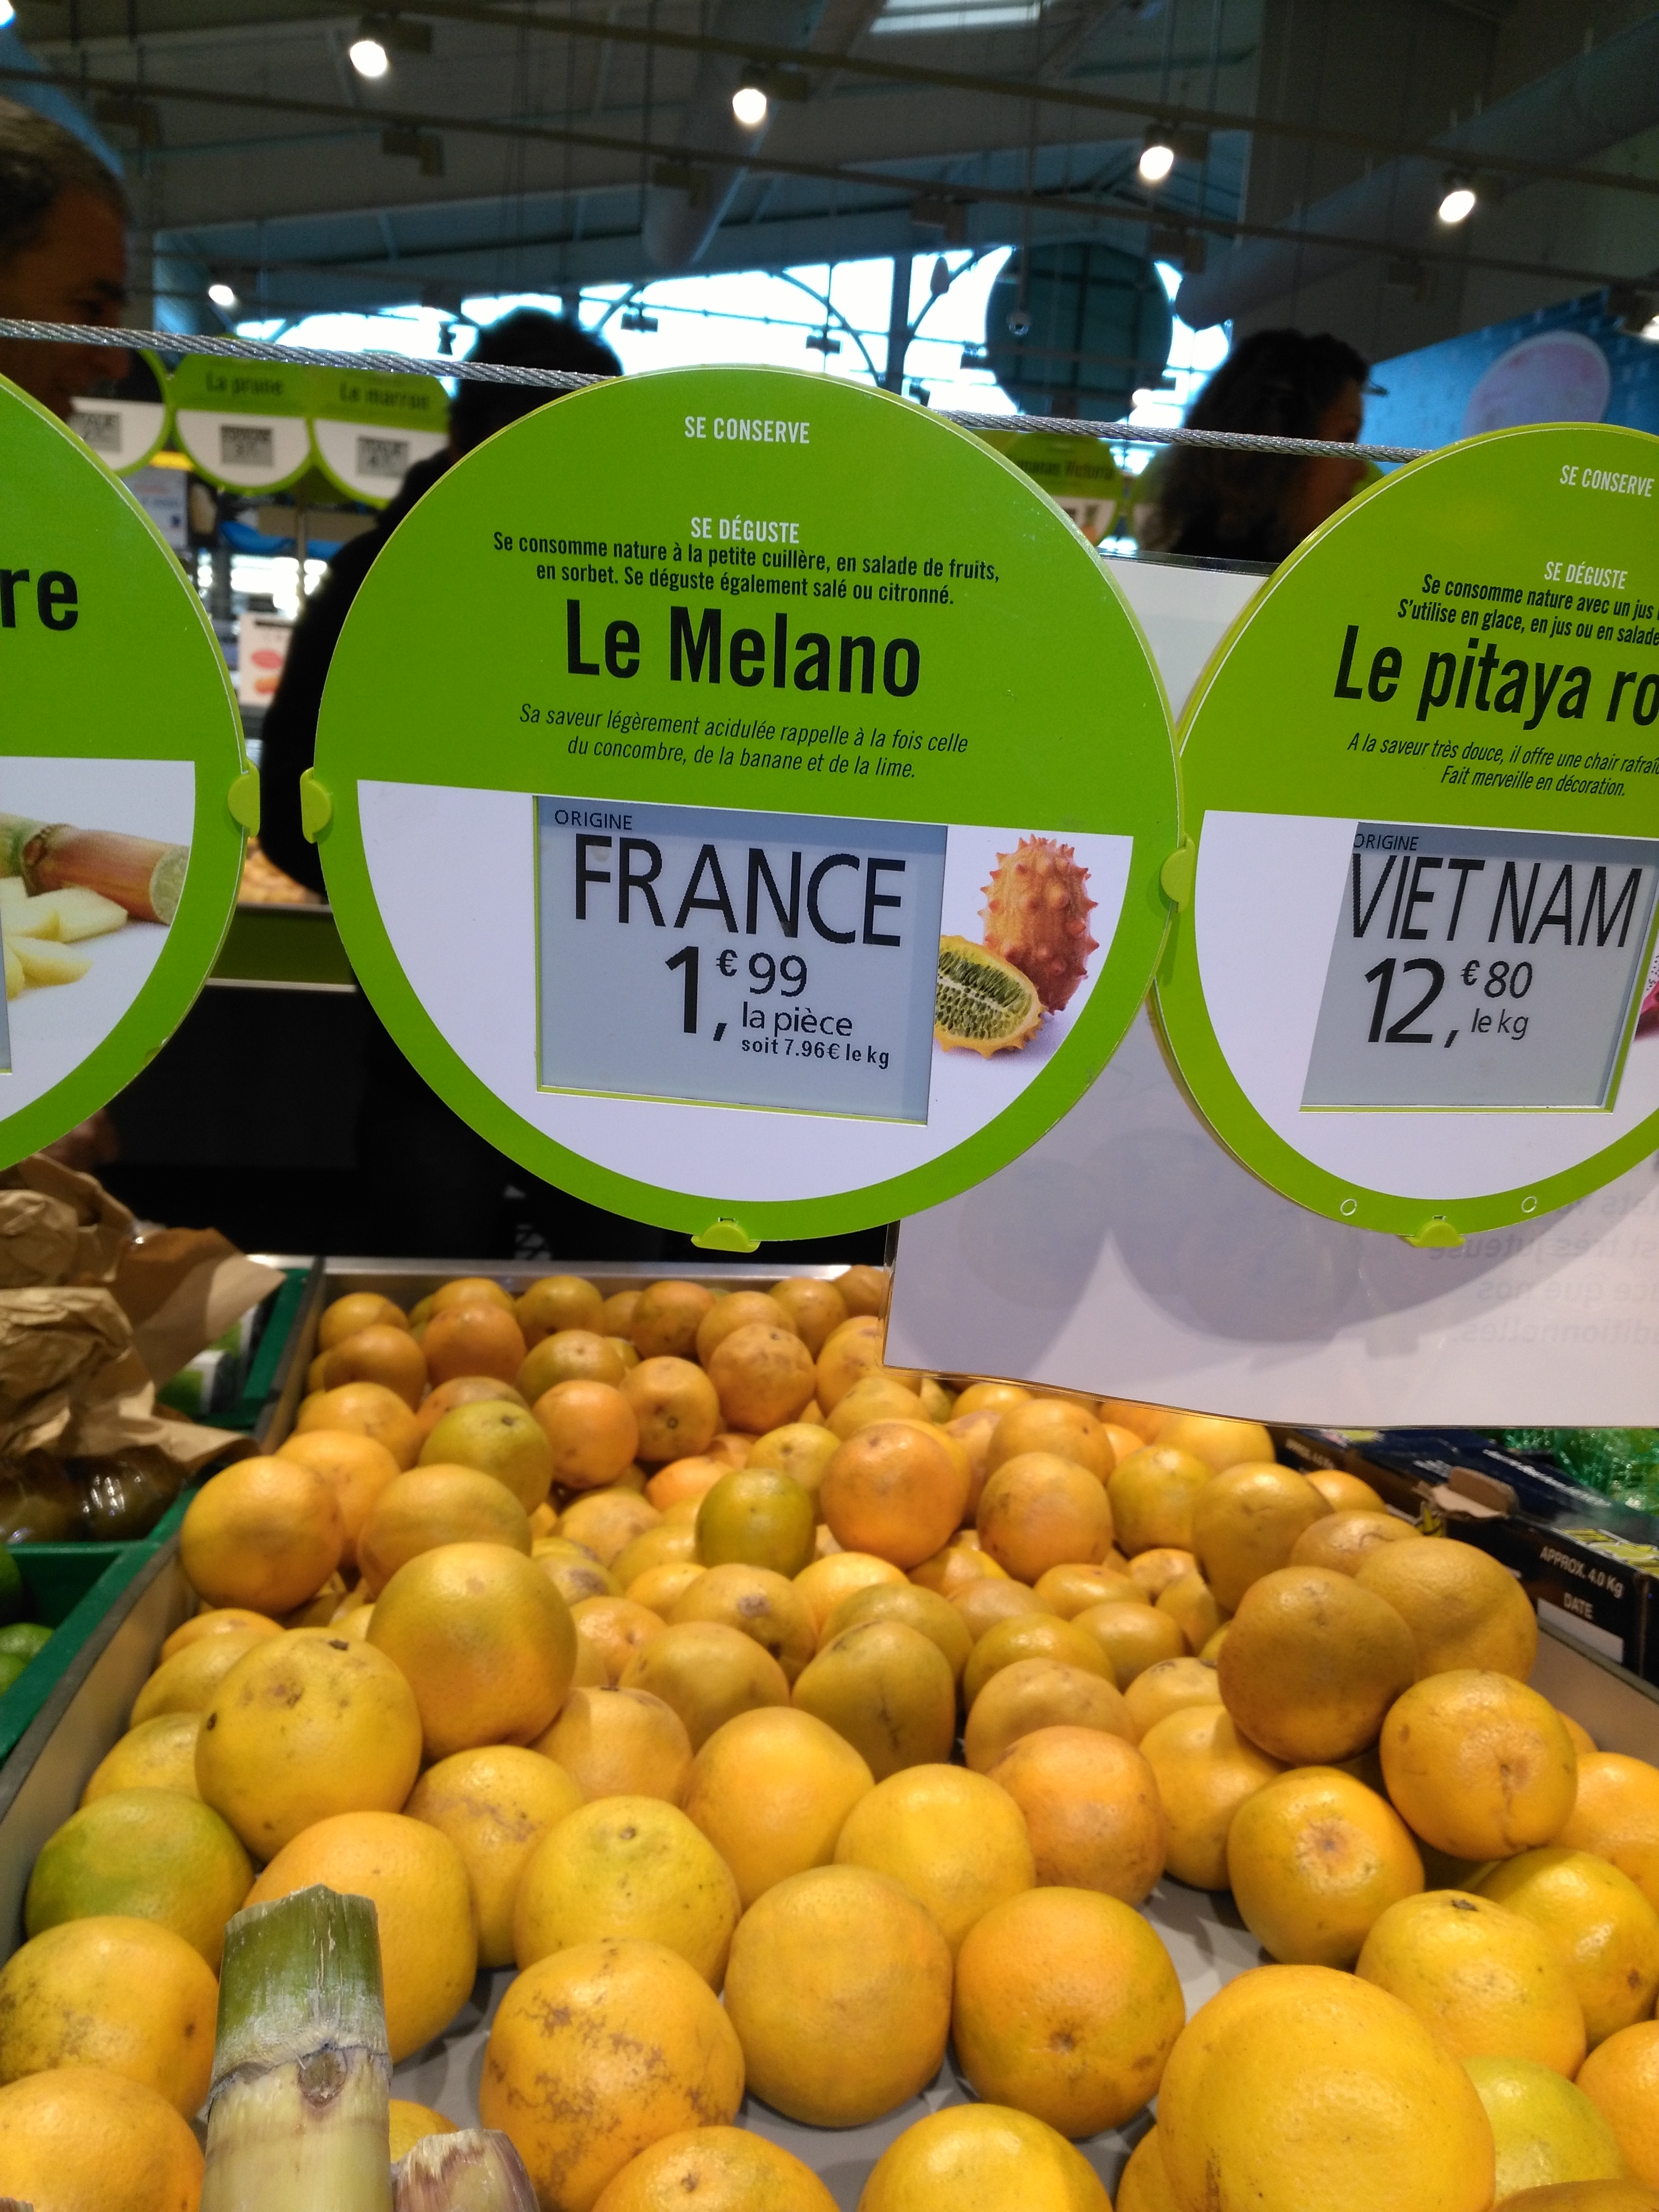 La prune
Le marron
re
SE CONSERVE
SE DÉGUSTE
Se consomme nature à la petite cuillère, en salade de fruits,
en sorbet. Se déguste également salé ou citronné.
Le Melano
Sa saveur légèrement acidulée rappelle à la fois celle
du concombre, de la banane et de la lime.
ORIGINE
FRANCE
1,€99
la pièce
soit 7.96€ le kg
SE CONSERVE
SE DÉGUSTE
Se consomme nature avec un jus
S'utilise en glace, en jus ou en salade
Le pitaya ro
A la saveur très douce, il offre une chair rafraî
Fait merveille en décoration.
ORIGINE
VIET NAM
12,€80
le kg
APPROX. 4.0 Kg
DATE